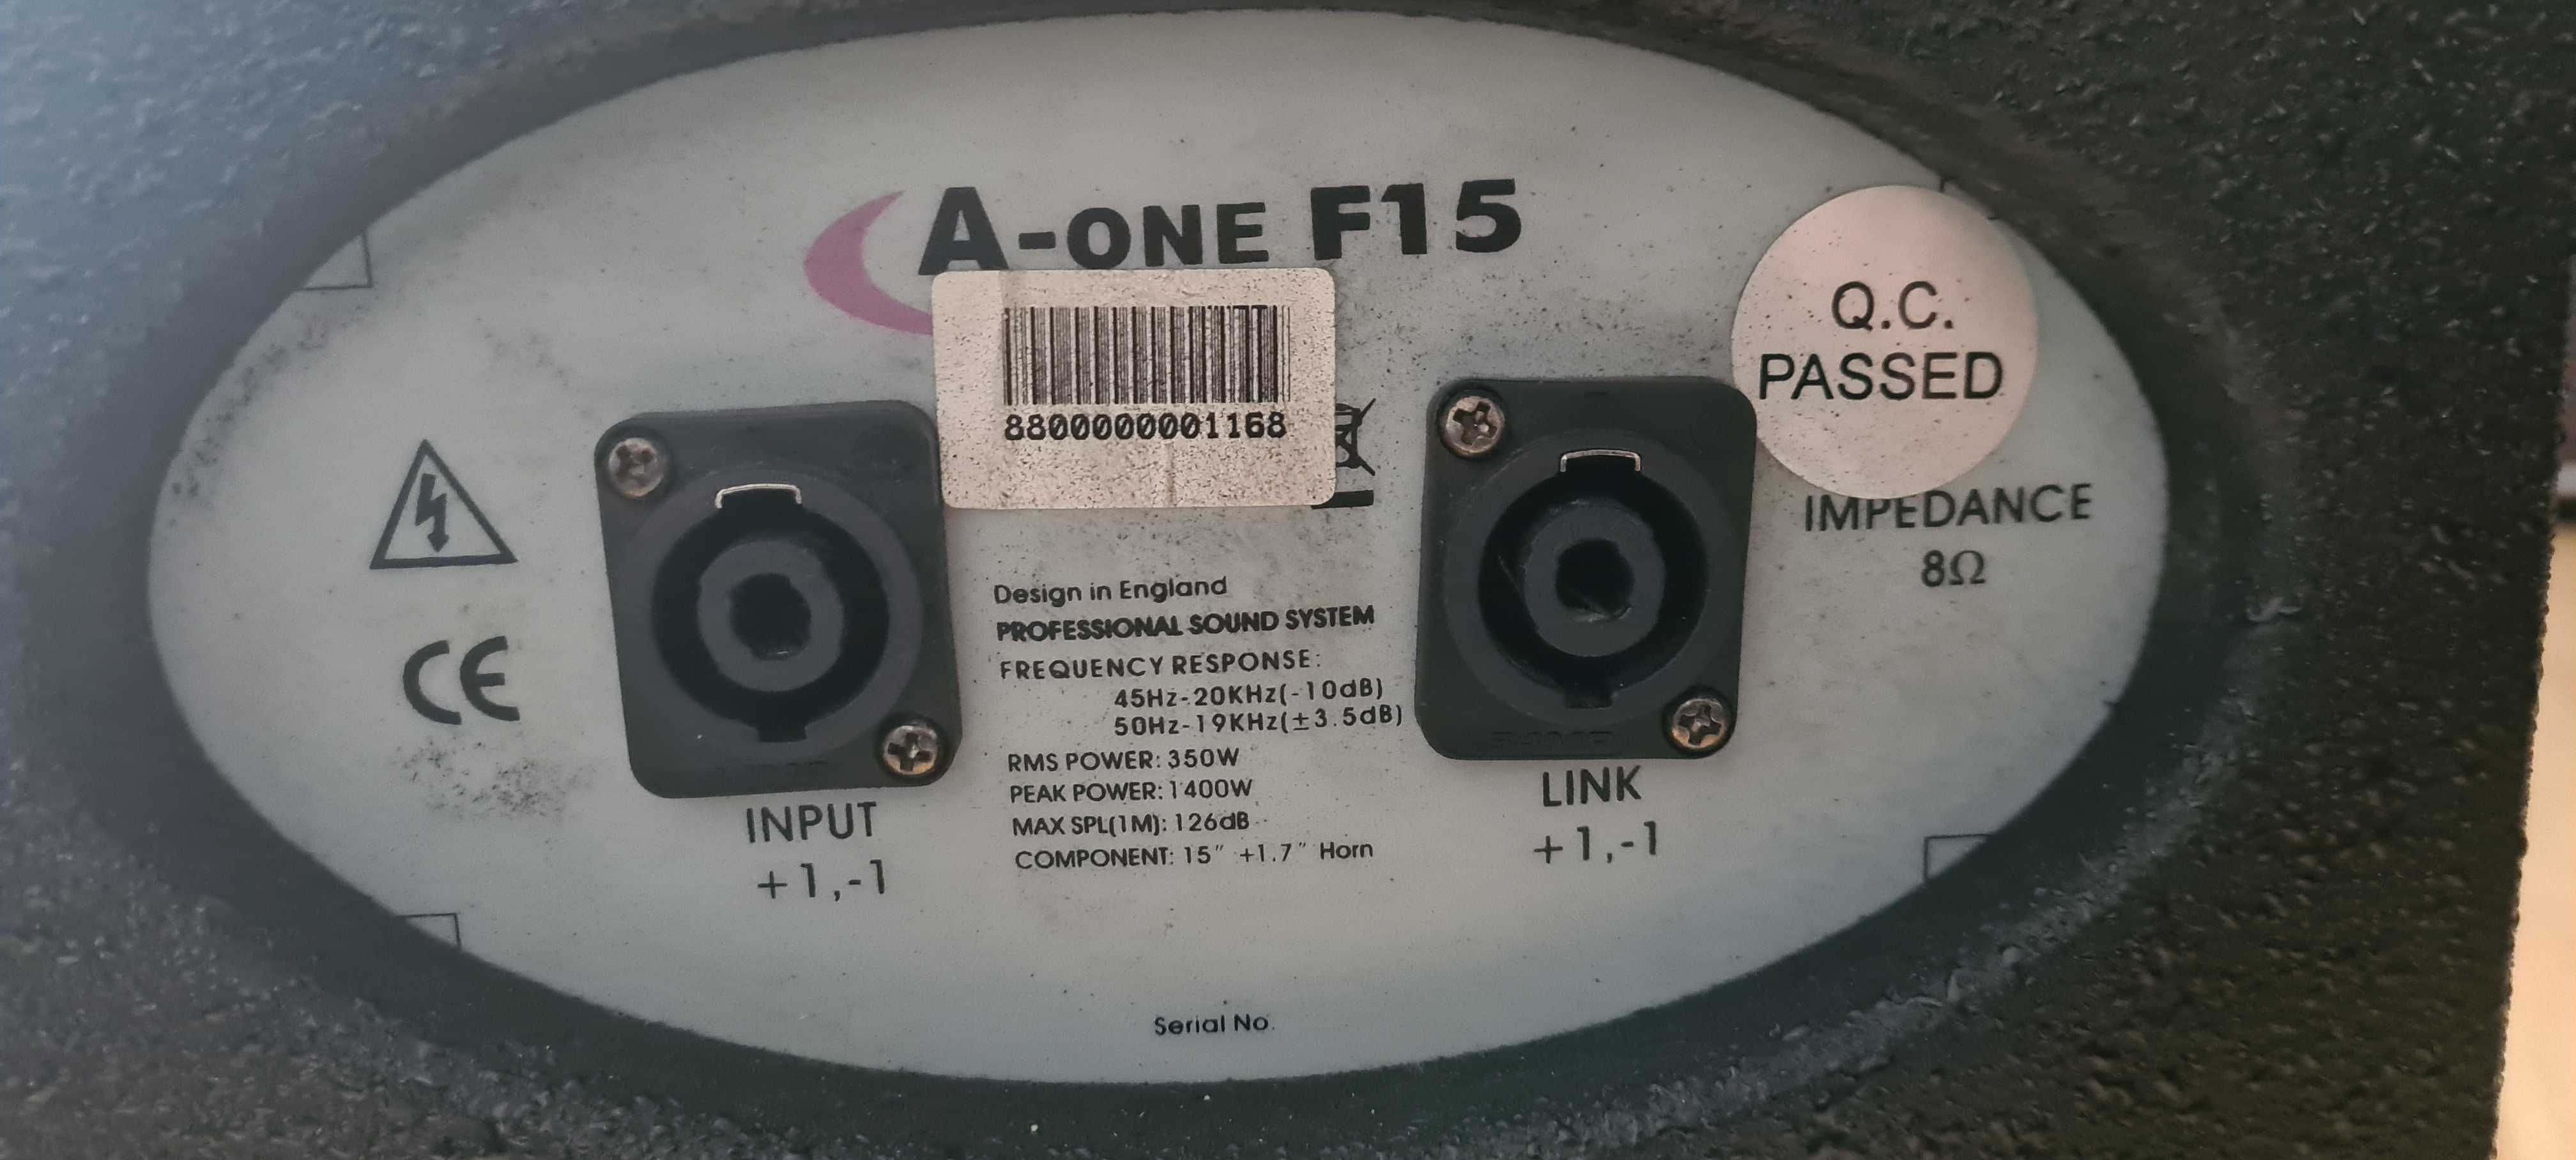 A-ONE F15
8800000001168
Q.C.
PASSED
IMPEDANCE
8Ω
CE
Design in England
PROFESSIONAL SOUND SYSTEM
FREQUENCY RESPONSE:
45Hz-20KHz(-10dB)
50Hz-19KHz(±3.5dB)
RMS POWER: 350W
PEAK POWER: 1400W
MAX SPL(1M): 126dB
COMPONENT: 15" +1.7" Horn
INPUT
+1,-1
LINK
+1,-1
Serial No.